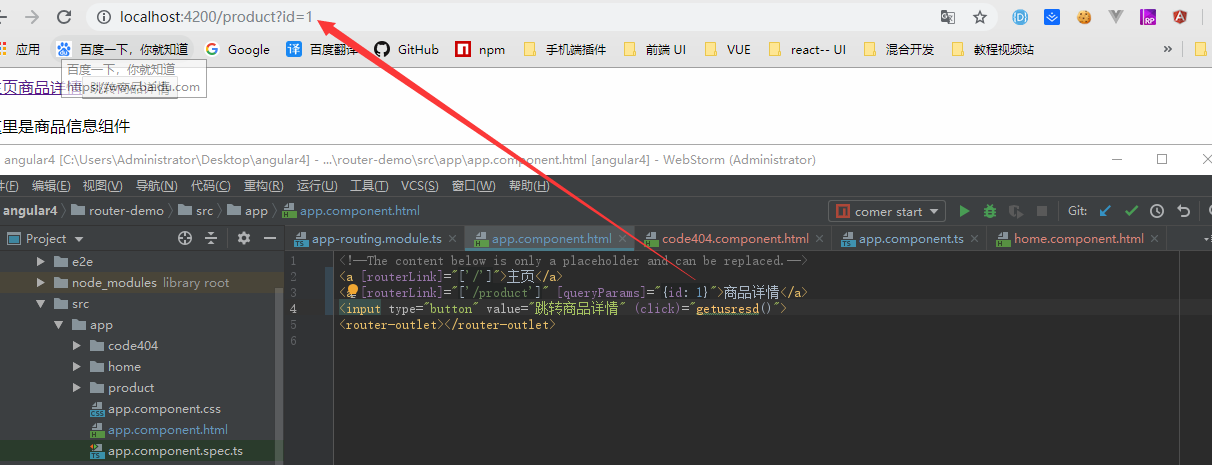 localhost:4200/product?id=1
应用 百度一下，你就知道 Google 百度翻译 GitHub npm 手机端插件 前端 UI VUE react-- UI 混合开发 教程视频站
百度一下，你就知道
主页商品详情 跳转商品详情
https://www.baidu.com
这里是商品信息组件
angular4 [C:\Users\Administrator\Desktop\angular4] - ...\router-demo\src\app\app.component.html [angular4] - WebStorm (Administrator)
(F) 编辑(E) 视图(V) 导航(N) 代码(C) 重构(R) 运行(U) 工具(T) VCS(S) 窗口(W) 帮助(H)
angular4 router-demo src app app.component.html comer start Git:
Project app-routing.module.ts app.component.html code404.component.html app.component.ts home.component.html
e2e
node_modules library root
src
app
code404
home
product
app.component.css
app.component.html
app.component.spec.ts
1 <!--The content below is only a placeholder and can be replaced.-->
2 <a [routerLink]="['/']">主页</a>
3 <a [routerLink]="['/product']" [queryParams]="{id: 1}">商品详情</a>
4 <input type="button" value="跳转商品详情" (click)="getusresd()">
5 <router-outlet></router-outlet>
6